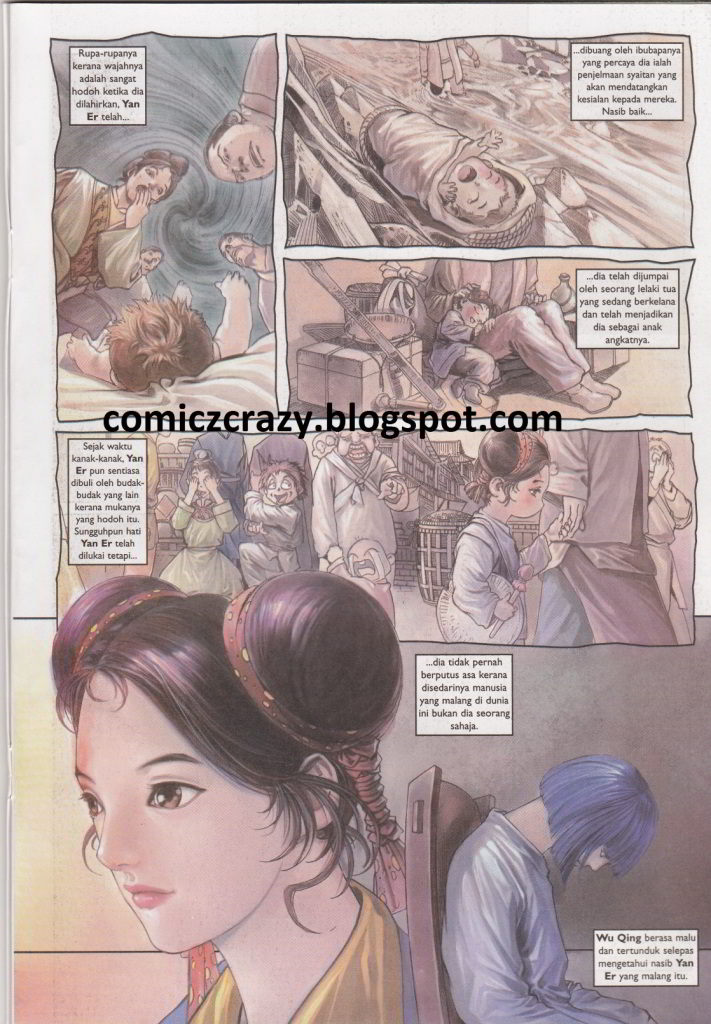 Rupa-rupanya
kerana wajahnya
adalah sangat
hodoh ketika dia
dilahirkan, Yan
Er telah...
...dibuang oleh ibubapanya
yang percaya dia ialah
penjelmaan syaitan yang
akan mendatangkan
kesialan kepada mereka.
Nasib baik...
...dia telah dijumpai
oleh seorang lelaki tua
yang sedang berkelana
dan telah menjadikan
dia sebagai anak
angkatnya.
comiczcrazy.blogspot.com
Sejak waktu
kanak-kanak, Yan
Er pun sentiasa
dibuli oleh budak-
budak yang lain
kerana mukanya
yang hodoh itu.
Sungguhpun hati
Yan Er telah
dilukai tetapi...
...dia tidak pernah
berputus asa kerana
disedarinya manusia
yang malang di dunia
ini bukan dia seorang
sahaja.
Wu Qing berasa malu
dan tertunduk selepas
mengetahui nasib Yan
Er yang malang itu.